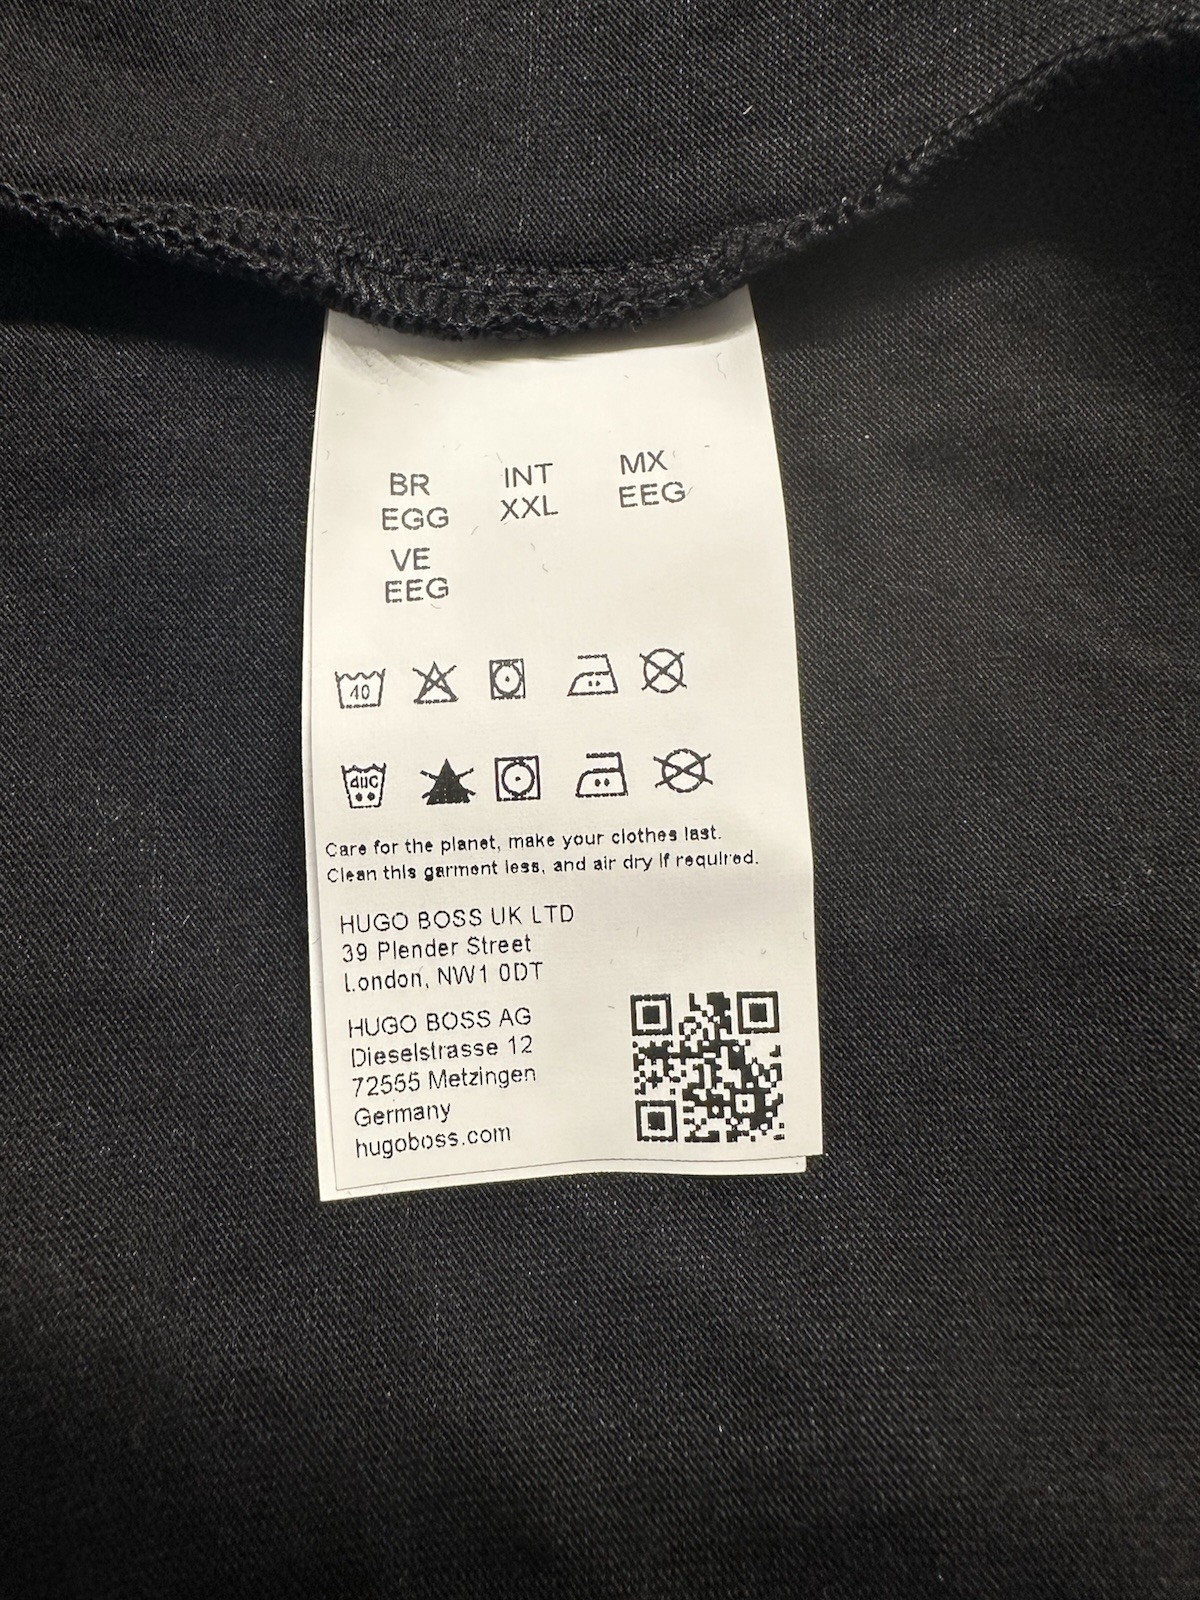 BR INT MX
EGG XXL EEG
VE
EEG
40
40C
Care for the planet, make your clothes last.
Clean this garment less, and air dry if required.
HUGO BOSS UK LTD
39 Plender Street
London, NW1 0DT
HUGO BOSS AG
Dieselstrasse 12
72555 Metzingen
Germany
hugoboss.com